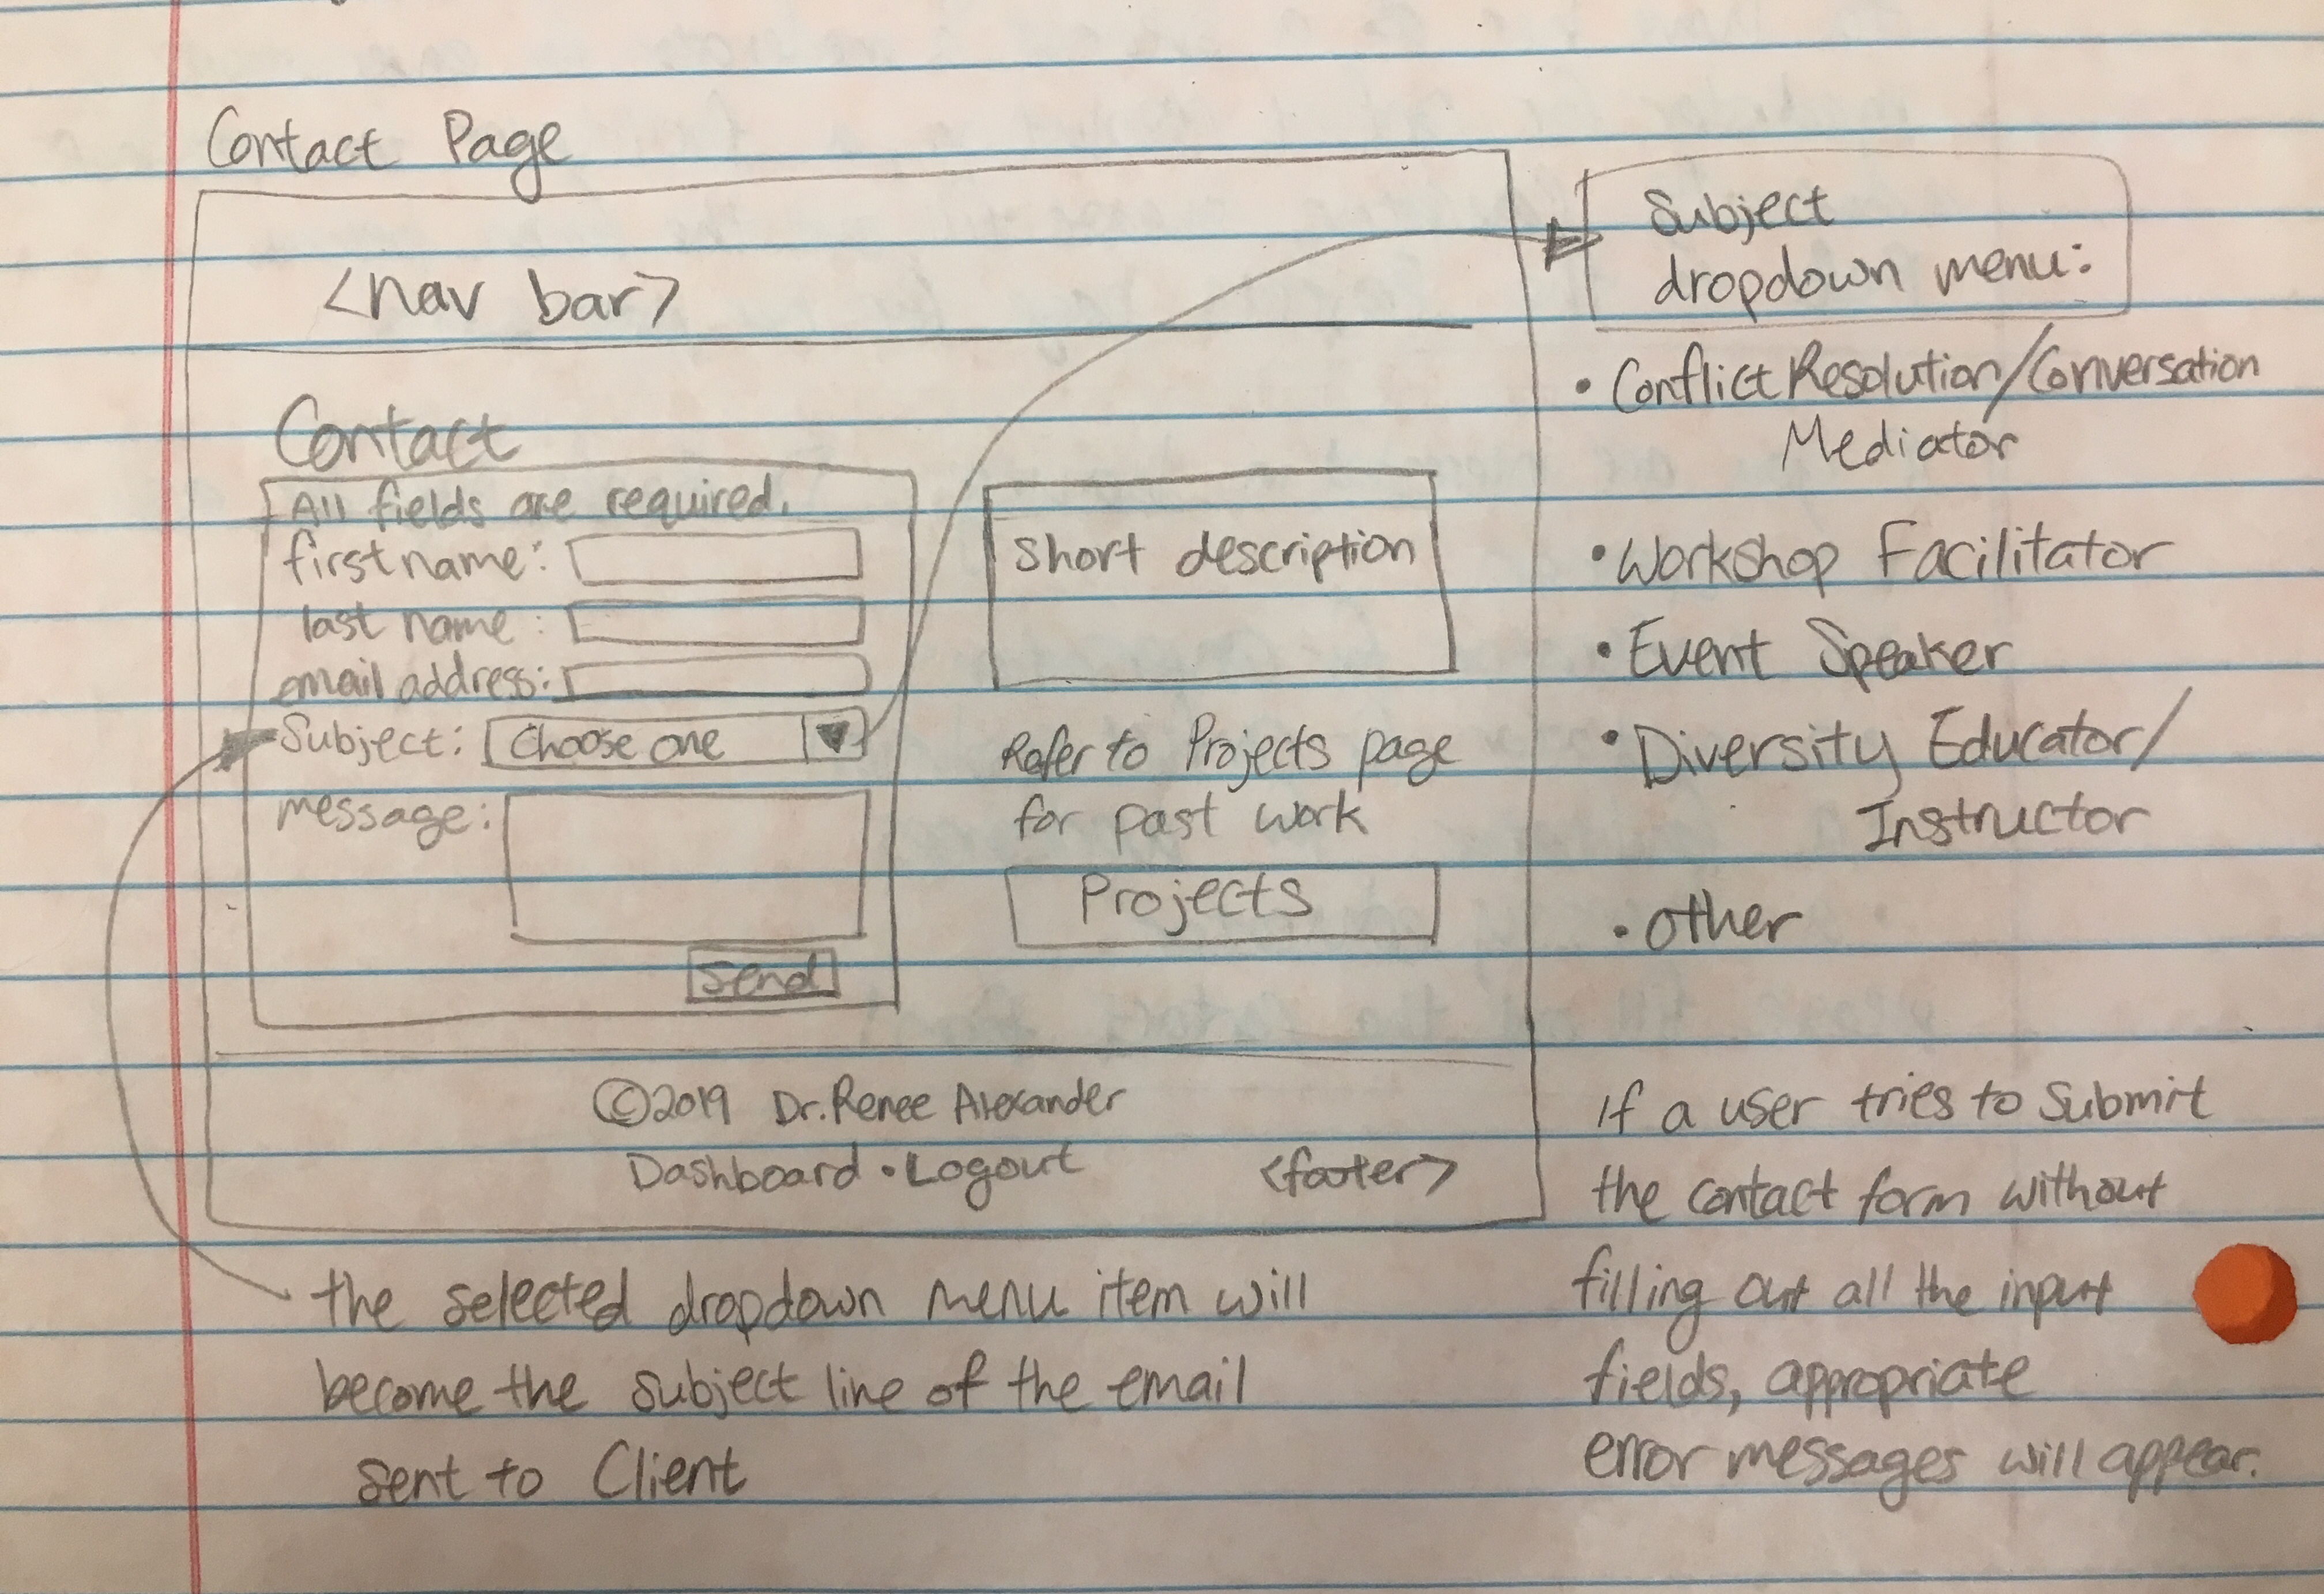 Contact Page
<nav bar>
Contact
All fields are required.
first name:
last name:
email address:
Subject: Choose one
message:
Send
Short description
Refer to Projects page
for past work
Projects
©2019 Dr. Renee Alexander
Dashboard • Logout
<footer>
the selected dropdown menu item will
become the subject line of the email
sent to Client
Subject
dropdown menu:
• Conflict Resolution/Conversation
Mediator
• Workshop Facilitator
• Event Speaker
• Diversity Educator/
Instructor
• other
If a user tries to submit
the contact form without
filling out all the input
fields, appropriate
error messages will appear.